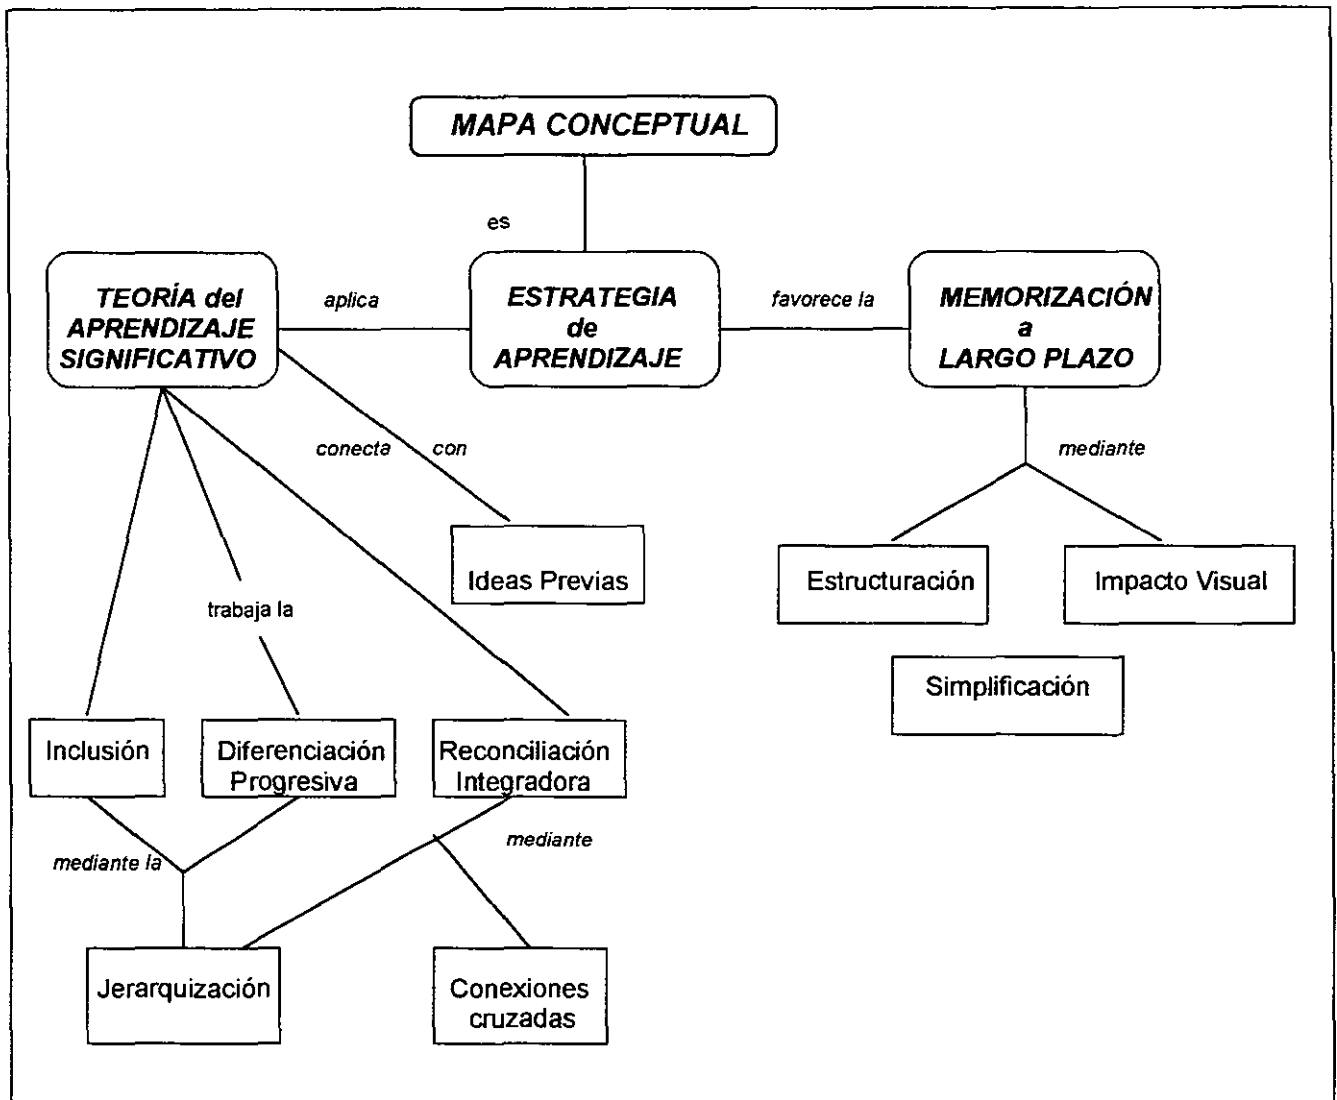 MAPA CONCEPTUAL
es
TEORÍA del
APRENDIZAJE
SIGNIFICATIVO
aplica
ESTRATEGIA
de
APRENDIZAJE
favorece la
MEMORIZACIÓN
a
LARGO PLAZO
conecta con
mediante
Ideas Previas
Estructuración
Impacto Visual
trabaja la
Simplificación
Inclusión
Diferenciación
Progresiva
Reconciliación
Integradora
mediante la
mediante
Jerarquización
Conexiones
cruzadas